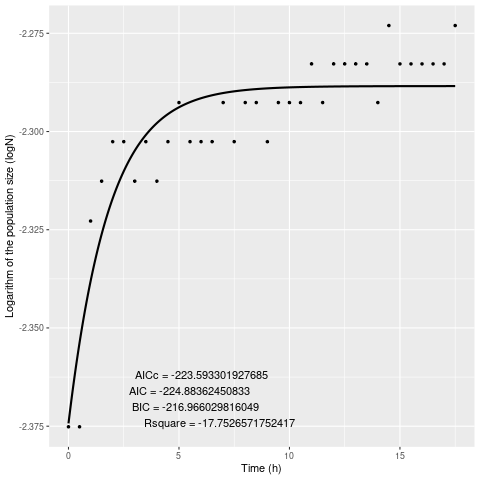 -2.275
-2.300
-2.325
-2.350
-2.375
Logarithm of the population size (logN)
AICc = -223.593301927685
AIC = -224.88362450833
BIC = -216.966029816049
Rsquare = -17.7526571752417
0
5
10
15
Time (h)